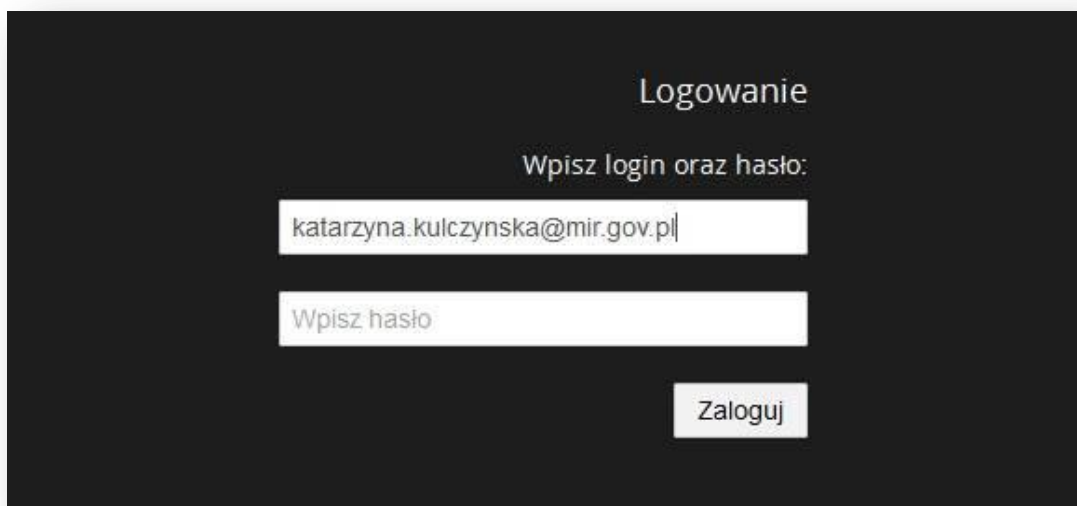 Logowanie
Wpisz login oraz hasło:
katarzyna.kulczynska@mir.gov.pl
Wpisz hasło
Zaloguj